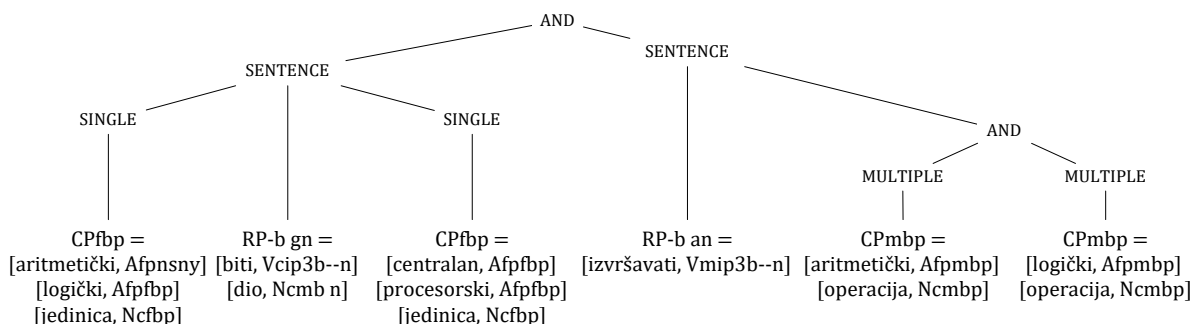 AND
SENTENCE
SENTENCE
SINGLE
SINGLE
AND
MULTIPLE
MULTIPLE
CPfbp =
[aritmetički, Afpnsny]
[logički, Afpfbp]
[jedinica, Ncfbp]
RP-b gn =
[biti, Vcip3b--n]
[dio, Ncmb n]
CPfbp =
[centralan, Afpfbp]
[procesorski, Afpfbp]
[jedinica, Ncfbp]
RP-b an =
[izvršavati, Vmip3b--n]
CPmbp =
[aritmetički, Afpmbp]
[operacija, Ncmbp]
CPmbp =
[logički, Afpmbp]
[operacija, Ncmbp]